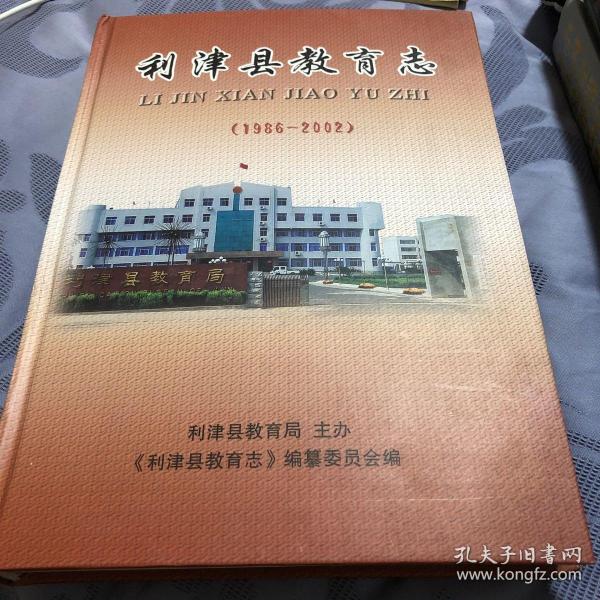 利津县教育志
LI JIN XIAN JIAO YU ZHI
(1986-2002)
利津县教育局
利津县教育局 主办
《利津县教育志》编纂委员会编
孔夫子旧书网
www.kongfz.com